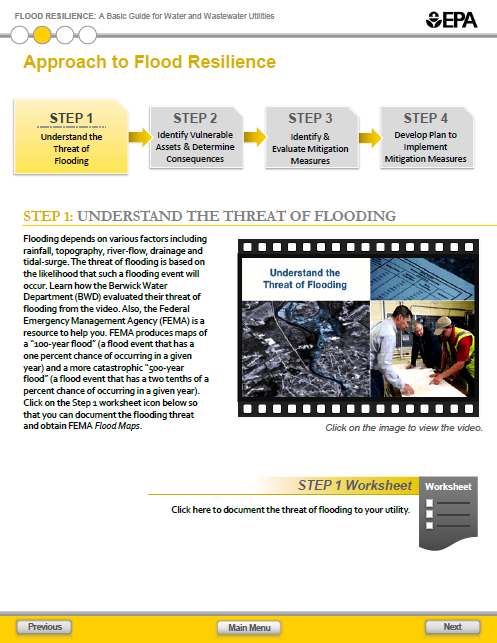 FLOOD RESILIENCE: A Basic Guide for Water and Wastewater Utilities
EPA
Approach to Flood Resilience
STEP 1
Understand the
Threat of
Flooding
STEP 2
Identify Vulnerable
Assets & Determine
Consequences
STEP 3
Identify &
Evaluate Mitigation
Measures
STEP 4
Develop Plan to
Implement
Mitigation Measures
STEP 1: UNDERSTAND THE THREAT OF FLOODING
Flooding depends on various factors including
rainfall, topography, river-flow, drainage and
tidal-surge. The threat of flooding is based on
the likelihood that such a flooding event will
occur. Learn how the Berwick Water
Department (BWD) evaluated their threat of
flooding from the video. Also, the Federal
Emergency Management Agency (FEMA) is a
resource to help you. FEMA produces maps of
a "100-year flood" (a flood event that has a
one percent chance of occurring in a given
year) and a more catastrophic "500-year
flood" (a flood event that has a two tenths of a
percent chance of occurring in a given year).
Click on the Step 1 worksheet icon below so
that you can document the flooding threat
and obtain FEMA Flood Maps.
Understand the
Threat of Flooding
Click on the image to view the video.
STEP 1 Worksheet
Worksheet
Click here to document the threat of flooding to your utility.
Previous
Main Menu
Next